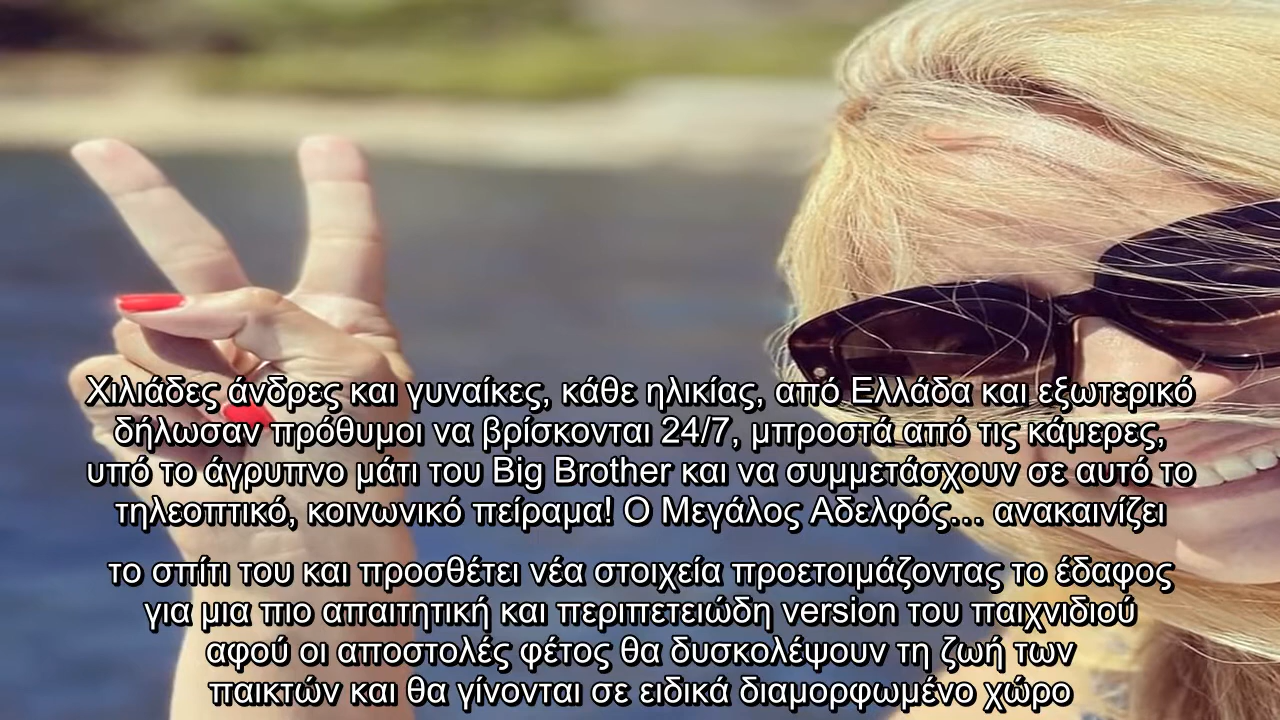 Χιλιάδες άνδρες και γυναίκες, κάθε ηλικίας, από Ελλάδα και εξωτερικό
δήλωσαν πρόθυμοι να βρίσκονται 24/7, μπροστά από τις κάμερες,
υπό το άγρυπνο μάτι του Big Brother και να συμμετάσχουν σε αυτό το
τηλεοπτικό, κοινωνικό πείραμα! Ο Μεγάλος Αδελφός... ανακαινίζει
το σπίτι του και προσθέτει νέα στοιχεία προετοιμάζοντας το έδαφος
για μια πιο απαιτητική και περιπετειώδη version του παιχνιδιού
αφού οι αποστολές φέτος θα δυσκολέψουν τη ζωή των
παικτών και θα γίνονται σε ειδικά διαμορφωμένο χώρο